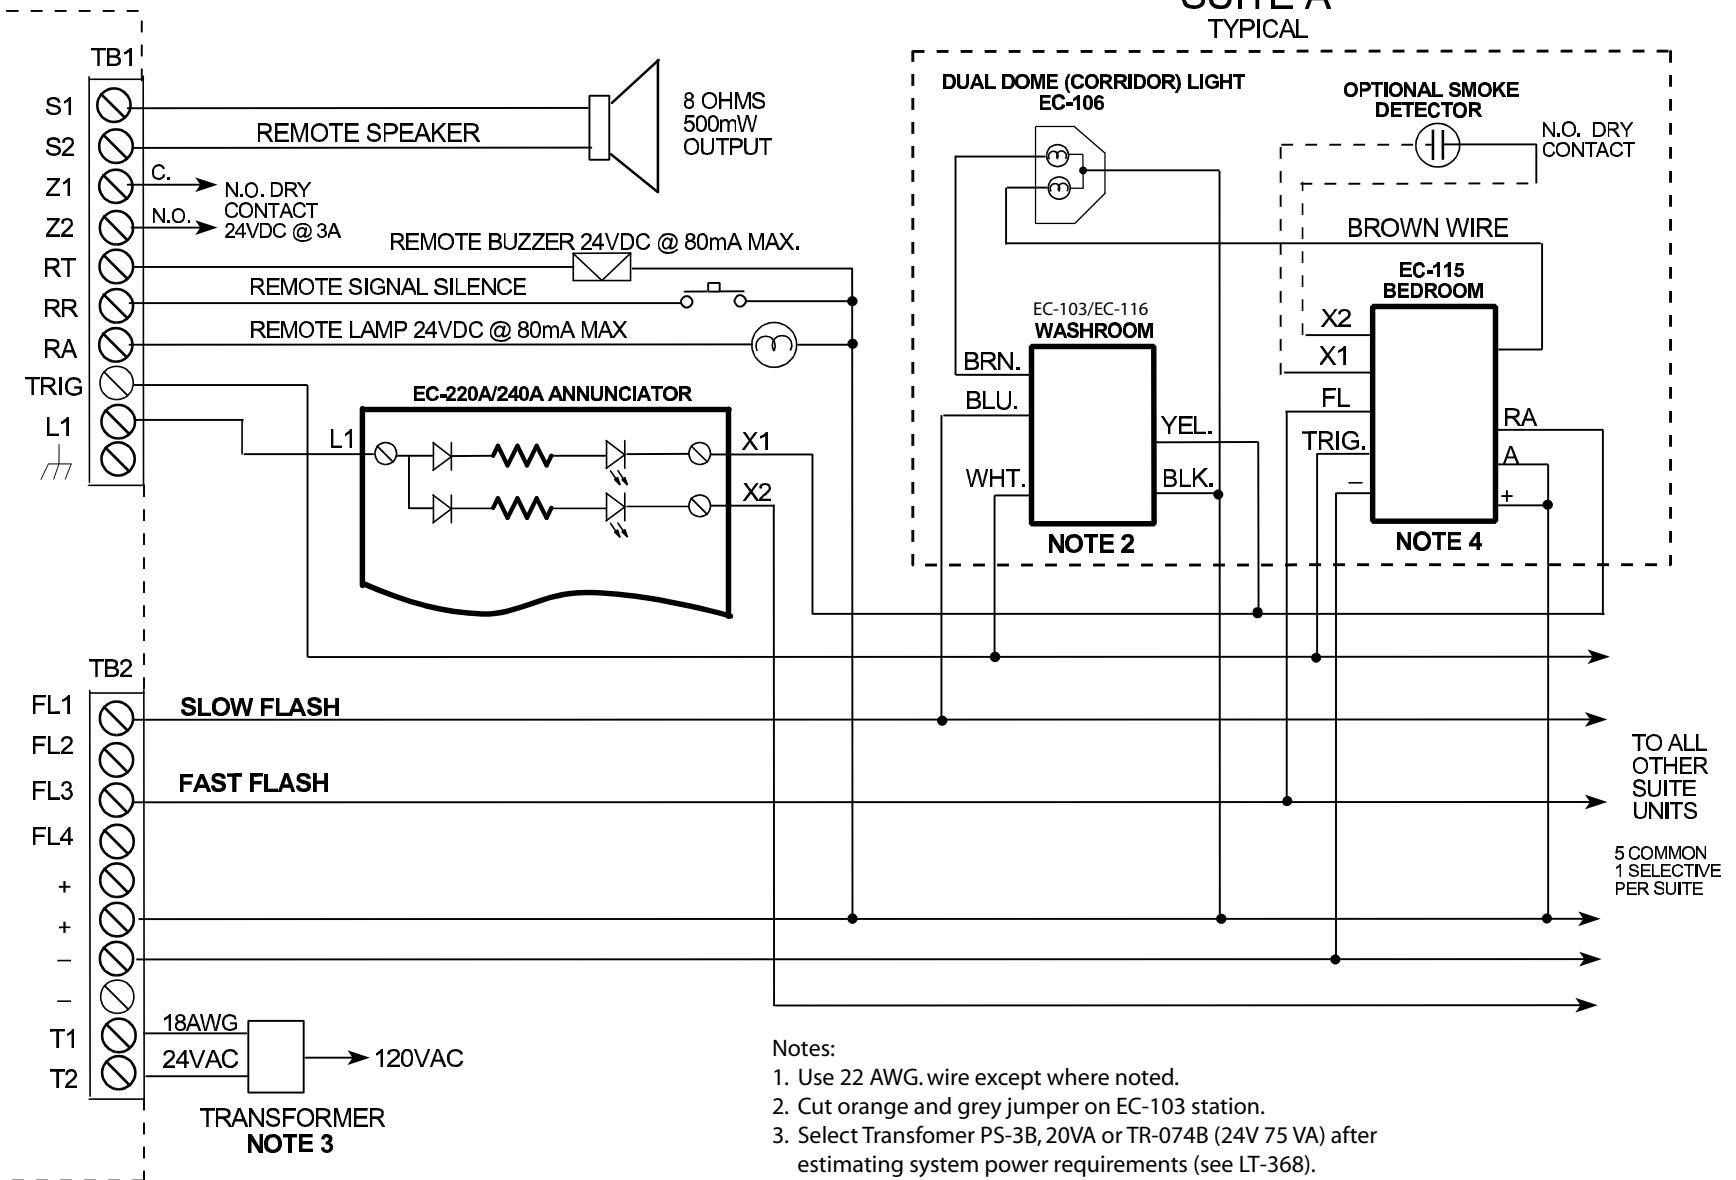 SUITE A
TYPICAL
TB1
S1
S2
Z1
Z2
RT
RR
RA
TRIG
L1
REMOTE SPEAKER
8 OHMS
500mW
OUTPUT
C.
N.O.
N.O. DRY
CONTACT
24VDC @ 3A
REMOTE BUZZER 24VDC @ 80mA MAX.
REMOTE SIGNAL SILENCE
REMOTE LAMP 24VDC @ 80mA MAX
EC-220A/240A ANNUNCIATOR
L1
X1
X2
DUAL DOME (CORRIDOR) LIGHT
EC-106
OPTIONAL SMOKE
DETECTOR
N.O. DRY
CONTACT
BROWN WIRE
EC-103/EC-116
WASHROOM
BRN.
BLU.
WHT.
YEL.
BLK.
NOTE 2
EC-115
BEDROOM
X2
X1
FL
TRIG.
–
RA
A
+
NOTE 4
TB2
FL1
FL2
FL3
FL4
+
+
–
–
T1
T2
SLOW FLASH
FAST FLASH
TO ALL
OTHER
SUITE
UNITS
5 COMMON
1 SELECTIVE
PER SUITE
18AWG
24VAC
120VAC
TRANSFORMER
NOTE 3
Notes:
1. Use 22 AWG. wire except where noted.
2. Cut orange and grey jumper on EC-103 station.
3. Select Transfomer PS-3B, 20VA or TR-074B (24V 75 VA) after
estimating system power requirements (see LT-368).